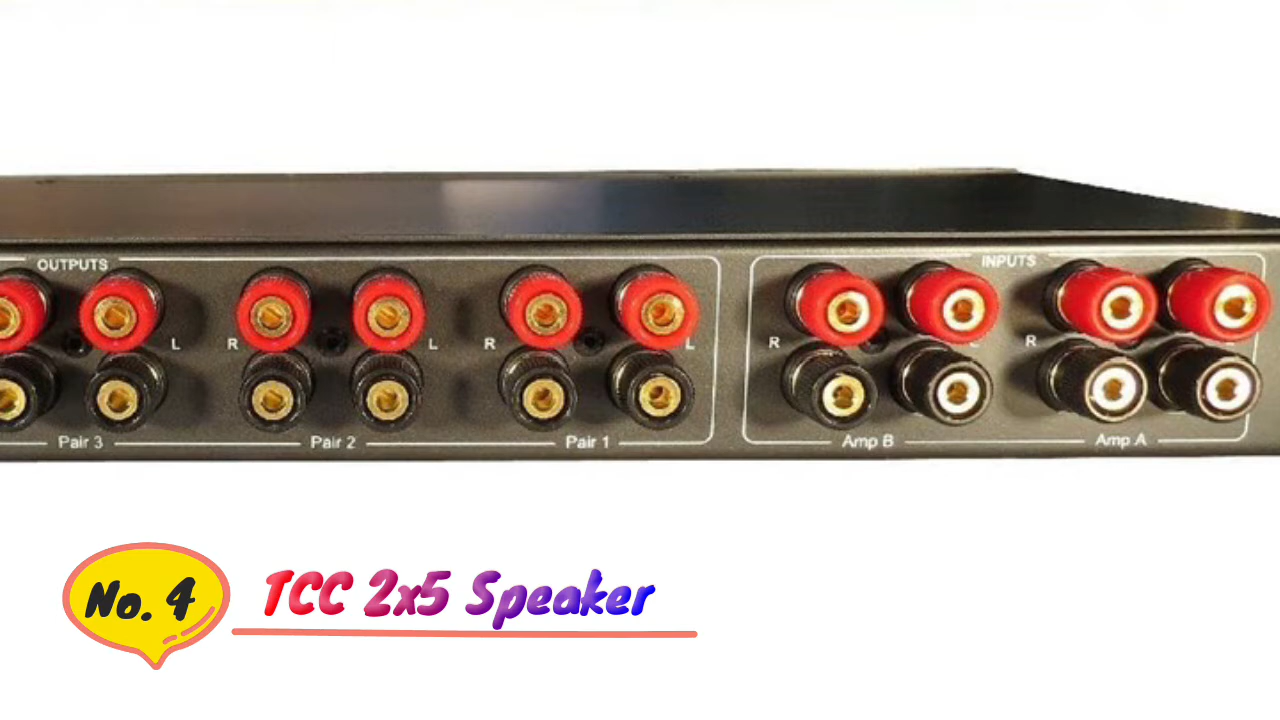 OUTPUTS
INPUTS
L R L R L R L R L
Pair 3 Pair 2 Pair 1 Amp B Amp A
No. 4 TCC 2x5 Speaker